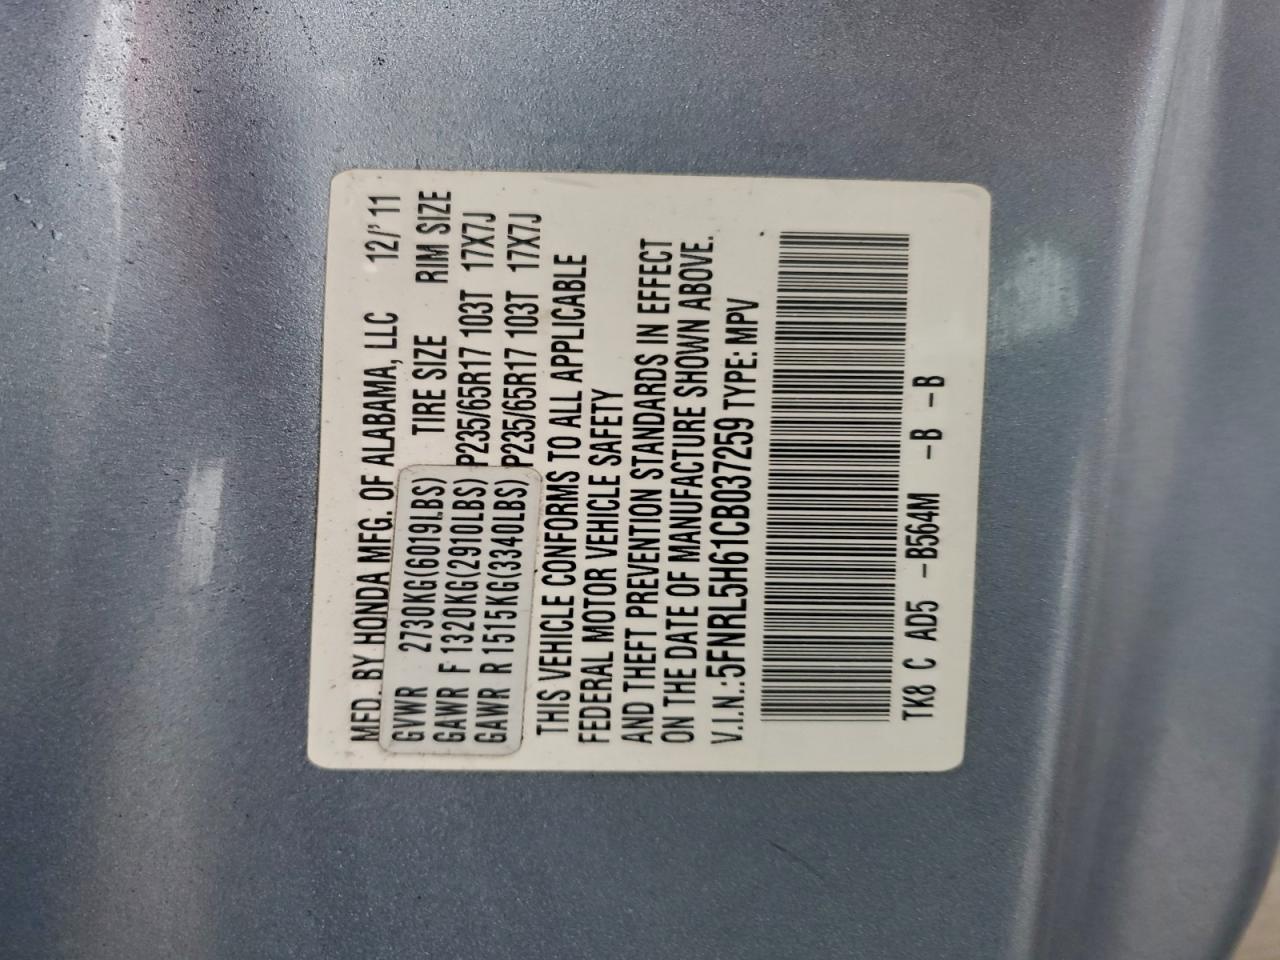 MFD. BY HONDA MFG. OF ALABAMA, LLC 12/'11
TIRE SIZE RIM SIZE
GVWR 2730KG(6019LBS)
GAWR F 1320KG(2910LBS) P235/65R17 103T 17X7J
GAWR R 1515KG(3340LBS) P235/65R17 103T 17X7J
THIS VEHICLE CONFORMS TO ALL APPLICABLE
FEDERAL MOTOR VEHICLE SAFETY
AND THEFT PREVENTION STANDARDS IN EFFECT
ON THE DATE OF MANUFACTURE SHOWN ABOVE.
V.I.N.:5FNRL5H61CB037259 TYPE: MPV
TK8 C AD5 -B564M -B -B